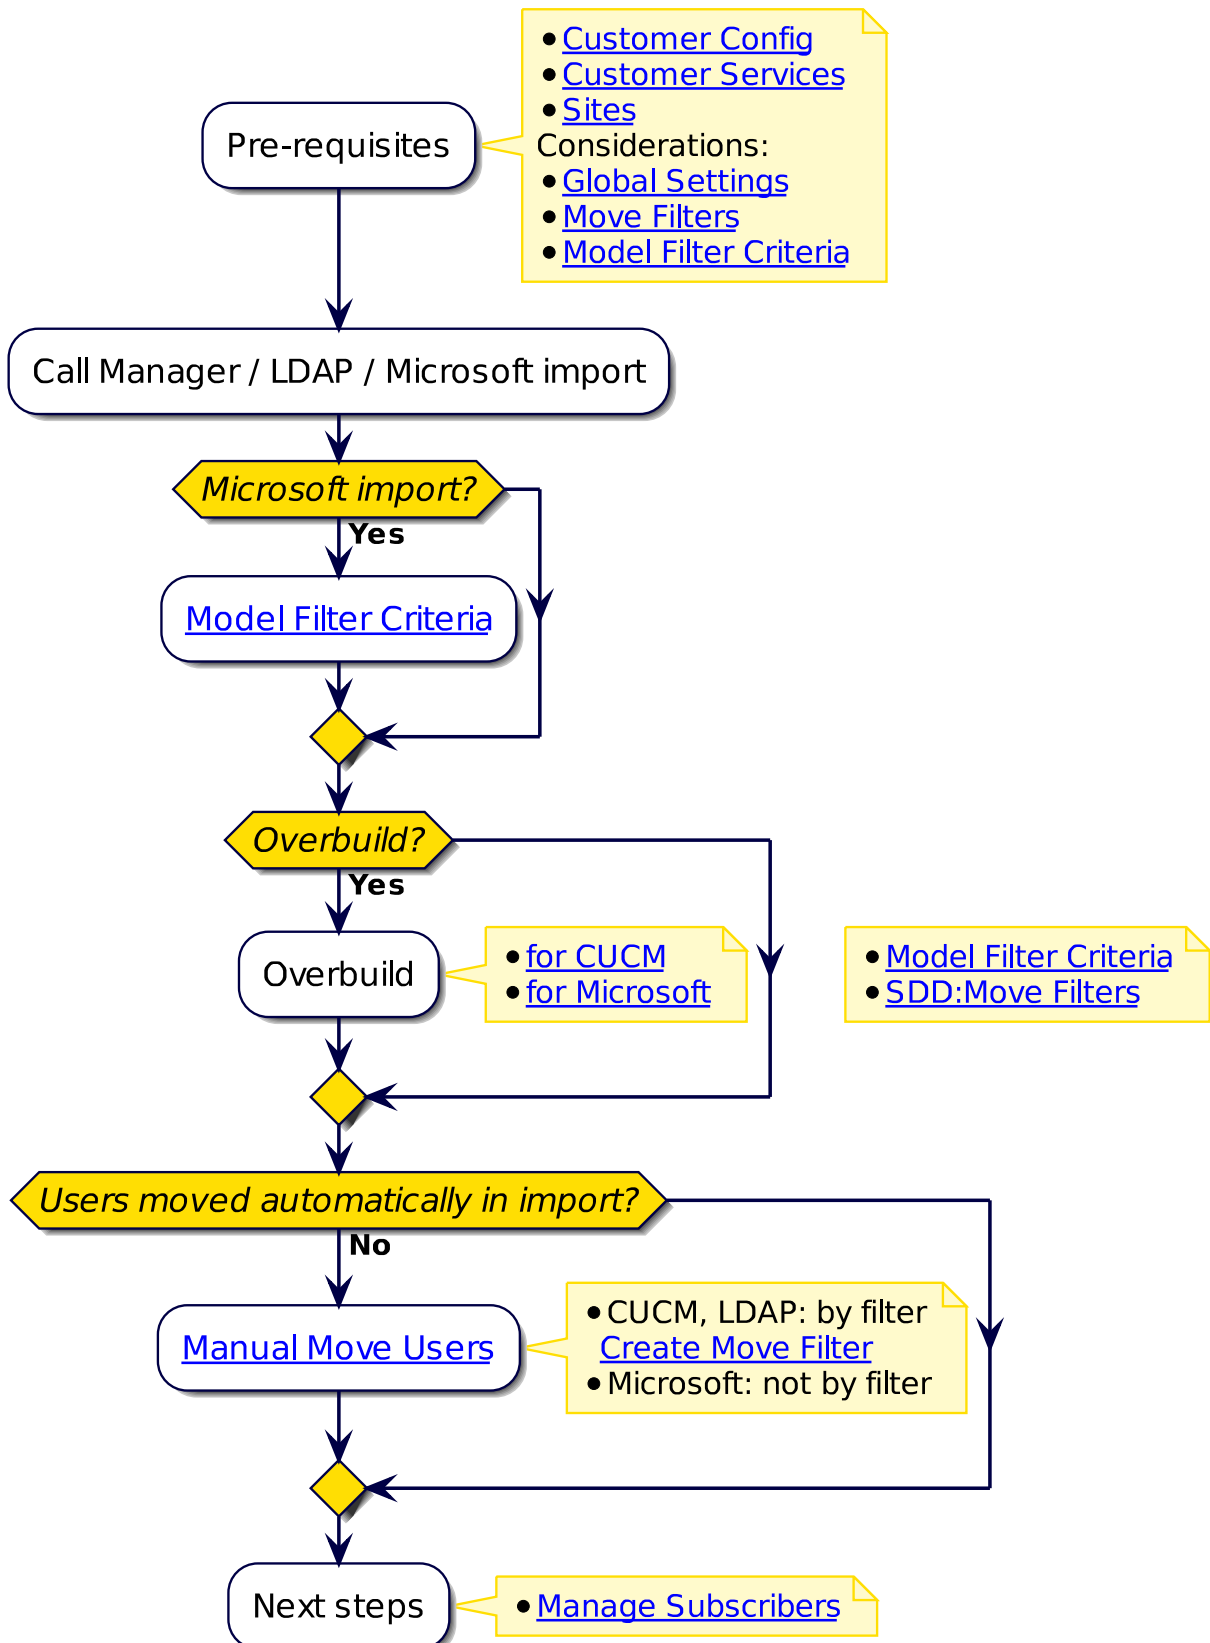 • Customer Config
• Customer Services
• Sites
Considerations:
• Global Settings
• Move Filters
• Model Filter Criteria
Pre-requisites
Call Manager / LDAP / Microsoft import
Microsoft import?
Yes
Model Filter Criteria
Overbuild?
Yes
Overbuild
• for CUCM
• for Microsoft
• Model Filter Criteria
• SDD:Move Filters
Users moved automatically in import?
No
Manual Move Users
• CUCM, LDAP: by filter
Create Move Filter
• Microsoft: not by filter
Next steps
• Manage Subscribers